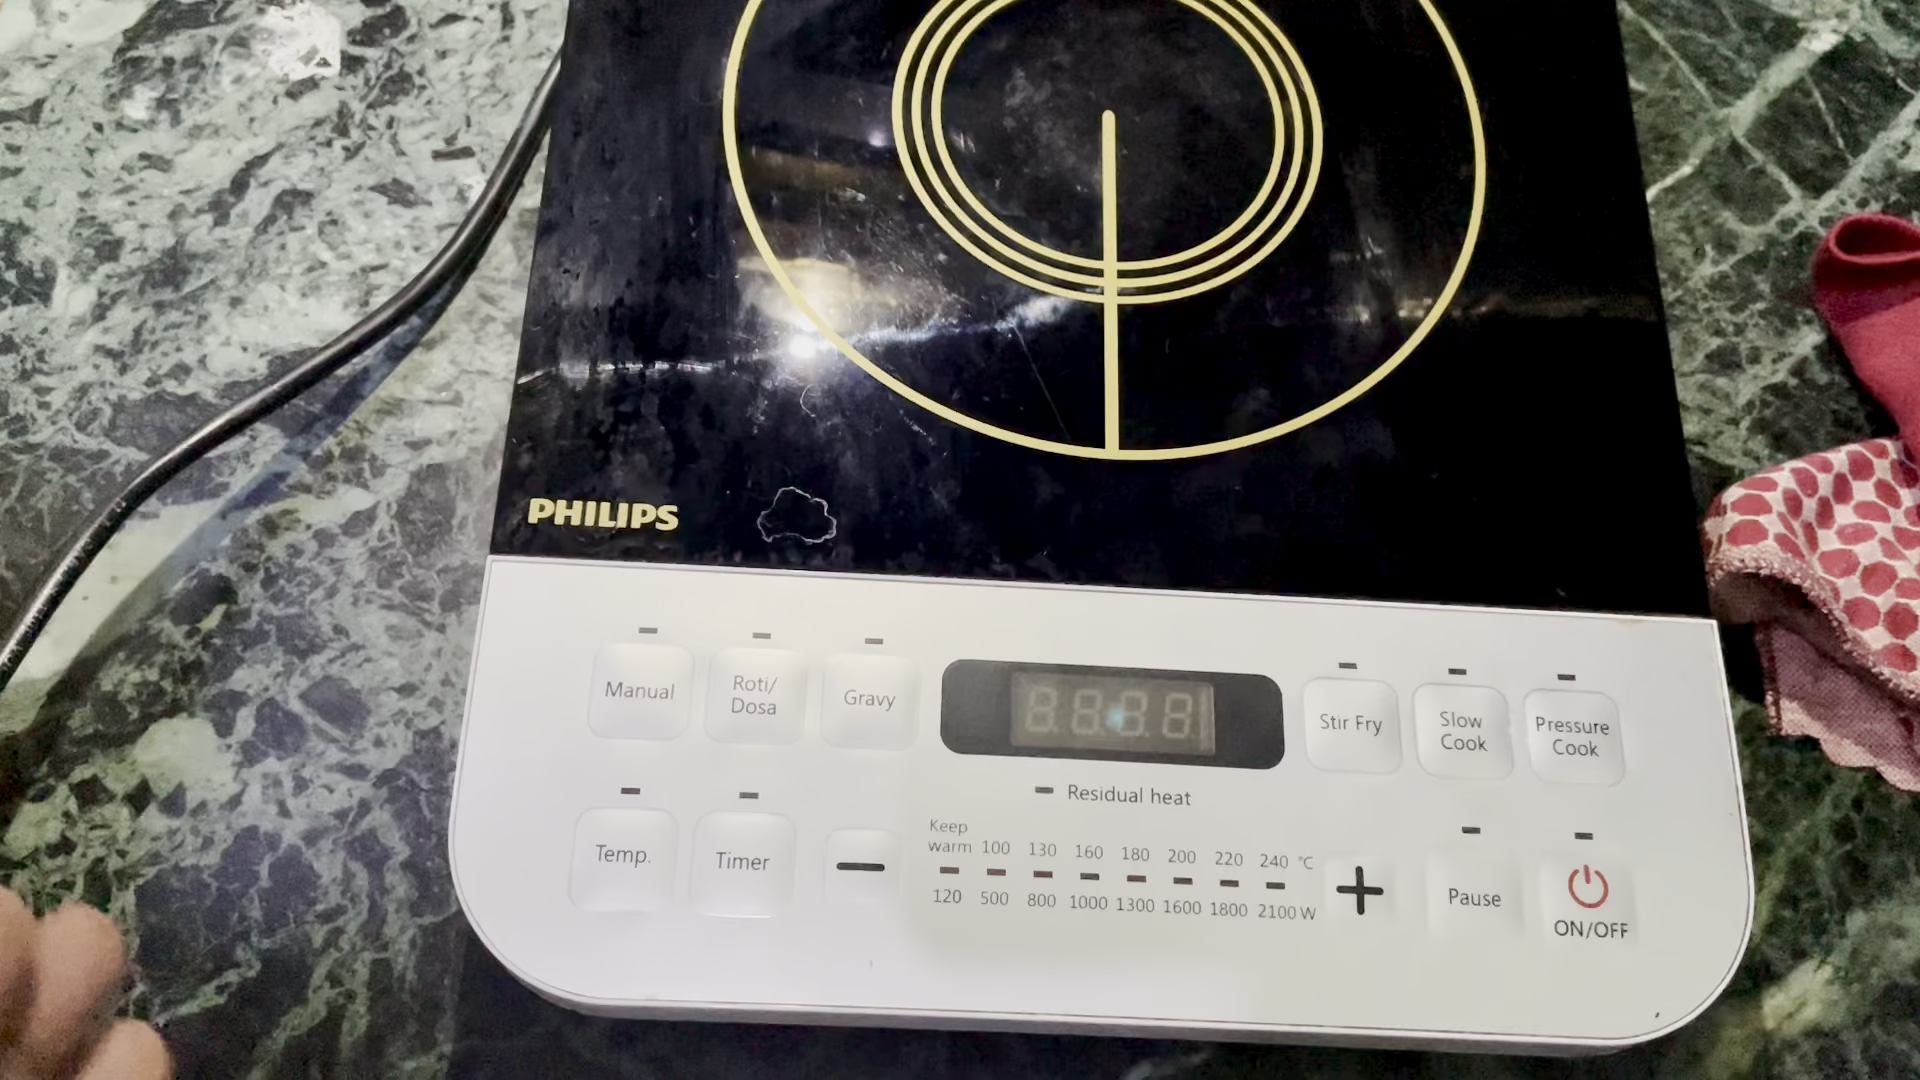 PHILIPS
Manual
Roti/
Dosa
Gravy
8.8:8.8
Stir Fry
Slow
Cook
Pressure
Cook
Residual heat
Temp.
Timer
−
Keep
warm 100 130 160 180 200 220 240 °C
120 500 800 1000 1300 1600 1800 2100 W
+
Pause
ON/OFF